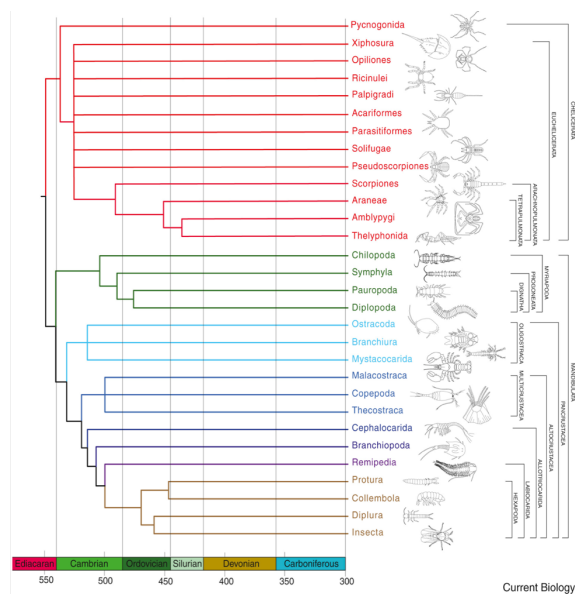 Pycnogonida
Xiphosura
Opiliones
Ricinulei
Palpigradi
Acariformes
Parasitiformes
Solifugae
Pseudoscorpiones
Scorpiones
Araneae
Amblypygi
Thelyphonida
Chilopoda
Symphyla
Pauropoda
Diplopoda
Ostracoda
Branchiura
Mystacocarida
Malacostraca
Copepoda
Thecostraca
Cephalocarida
Branchiopoda
Remipedia
Protura
Collembola
Diplura
Insecta
TETRAPULMONATA
ARACHNOPULMONATA
EUCHELICERATA
CHELICERATA
DIGNATHA
PROGONEATA
MYRIAPODA
OLIGOSTRACA
MULTICRUSTACEA
HEXAPODA
LABIOCARIDA
ALLOTRIOCARIDA
ALTOCRUSTACEA
PANCRUSTACEA
MANDIBULATA
Ediacaran Cambrian Ordovician Silurian Devonian Carboniferous
550 500 450 400 350 300
Current Biology